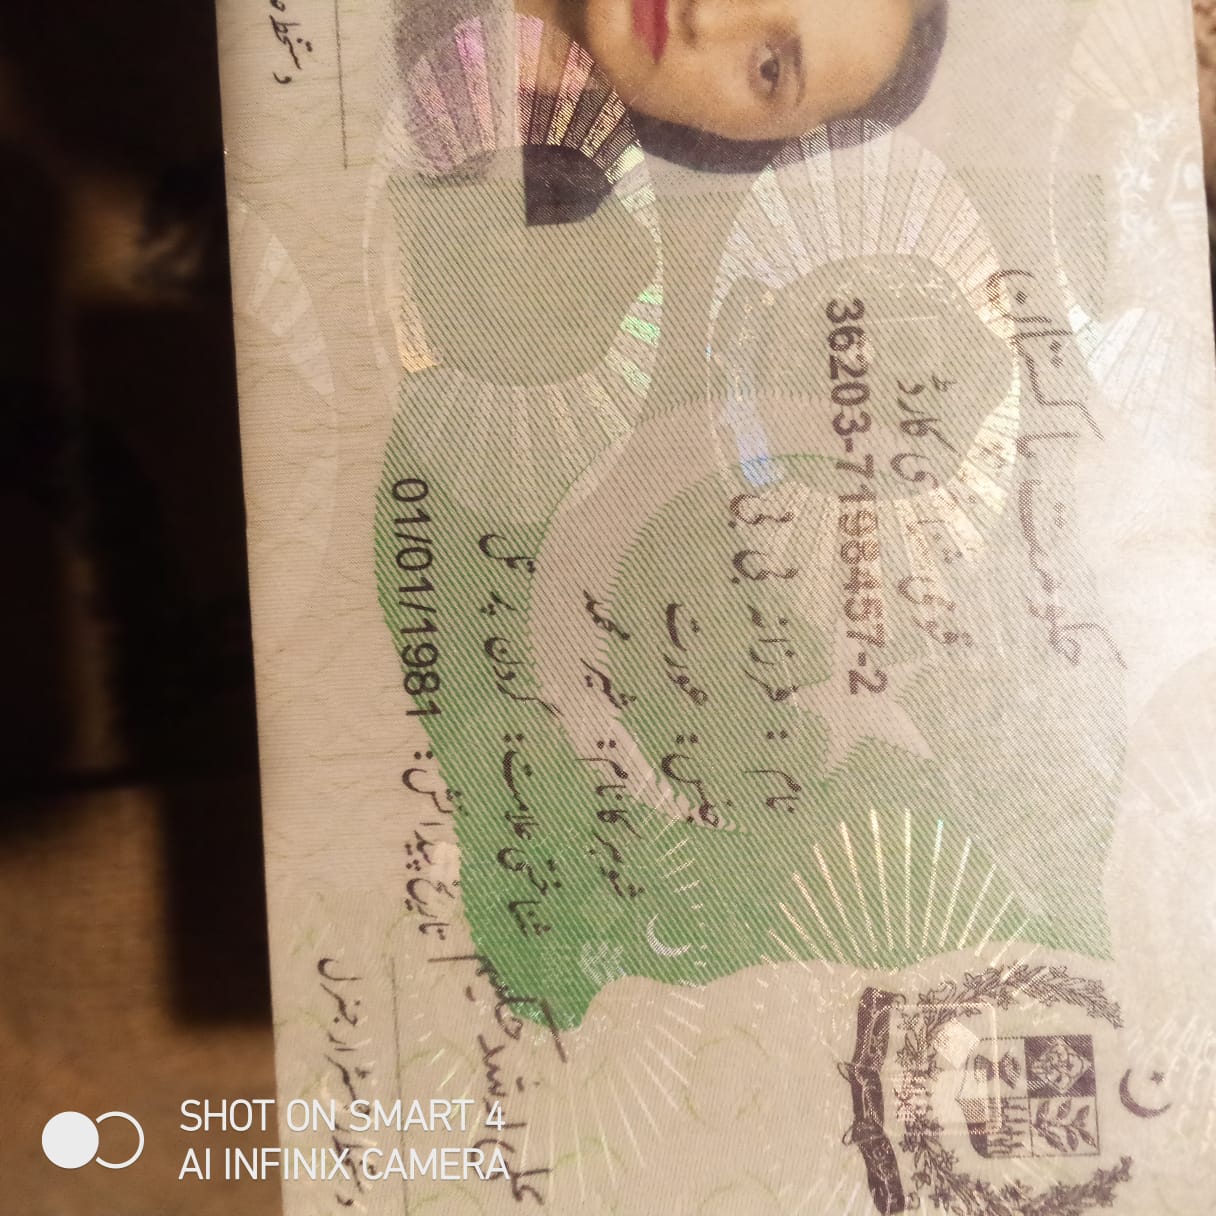 حکومت پاکستان
قومی شناختی کارڈ
36203-7198457-2
نام : فرزانہ بی بی
جنس: عورت
شوہر کا نام: شیر محمد
شناختی علامت: گردن پر تل
تاریخ پیدائش: 01/01/1981
دستخط
علی ارشد حکیم
دستخط رجسٹرار جنرل
SHOT ON SMART 4
AI INFINIX CAMERA